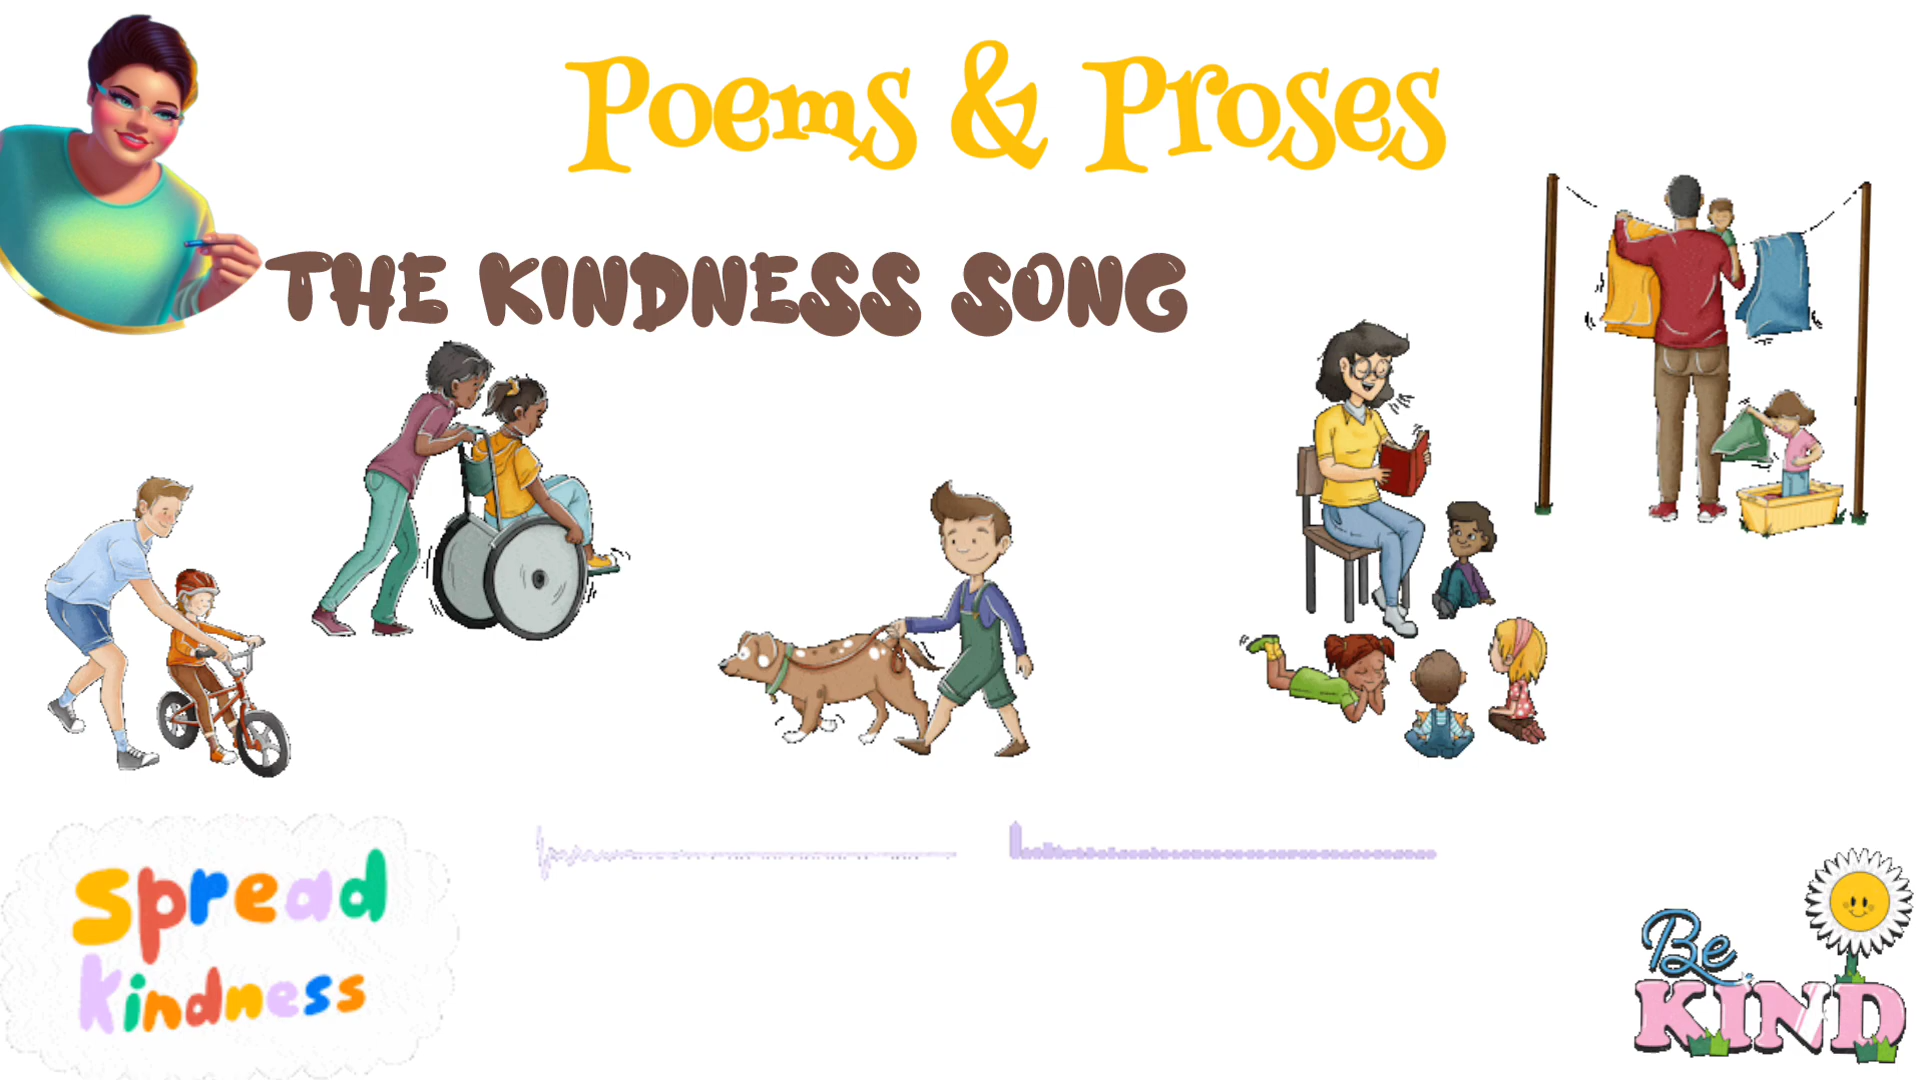 Poems & Proses
THE KINDNESS SONG
spread
kindness
Be
KIND